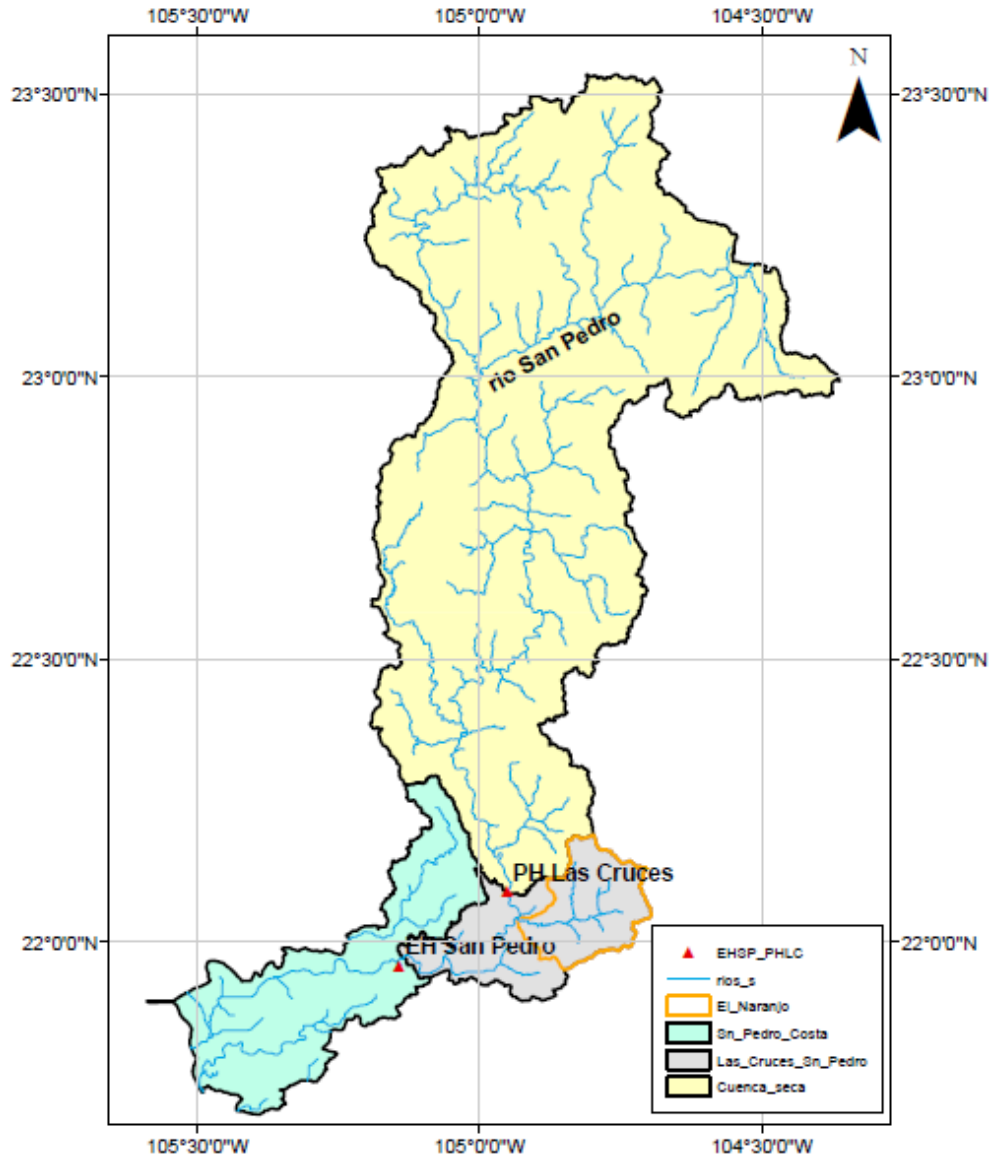 105°30'0"W 105°0'0"W 104°30'0"W
N
23°30'0"N 23°30'0"N
río San Pedro
23°0'0"N 23°0'0"N
22°30'0"N 22°30'0"N
PH Las Cruces
22°0'0"N EH San Pedro 22°0'0"N
EHSP_PHLC
rios_s
El_Naranjo
Sn_Pedro_Costa
Las_Cruces_Sn_Pedro
Cuenca_seca
105°30'0"W 105°0'0"W 104°30'0"W